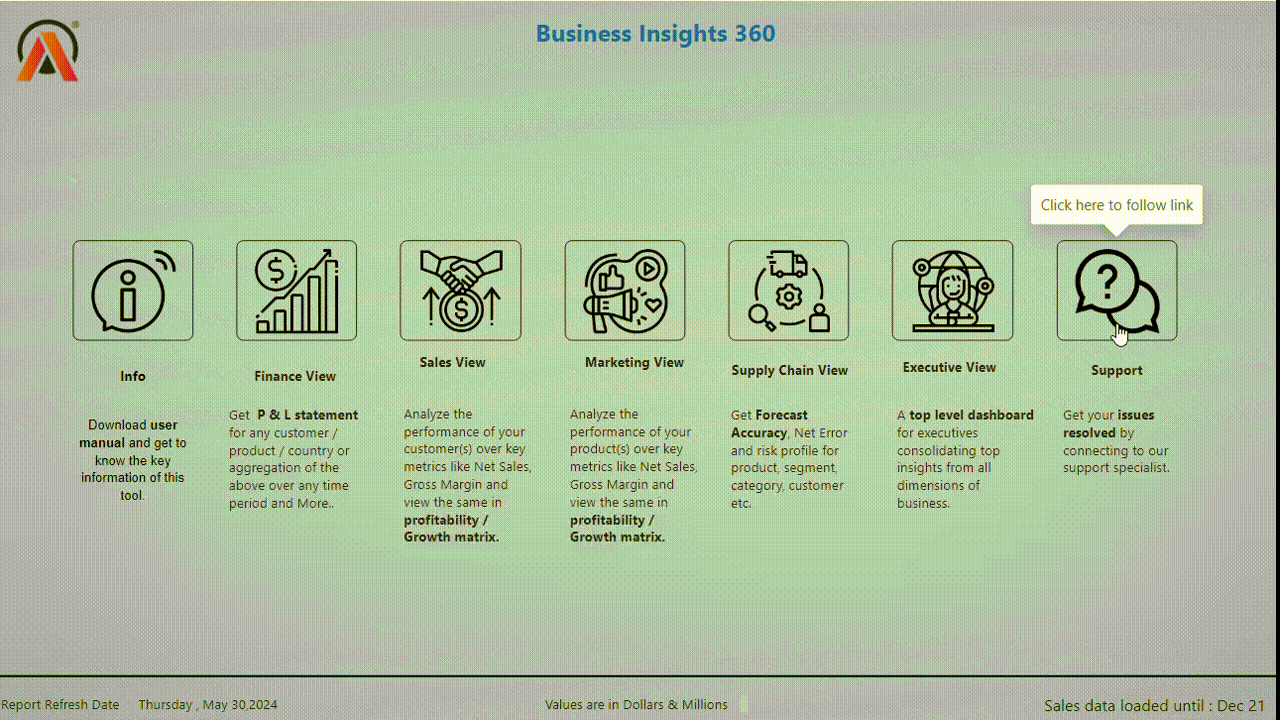 ®
Business Insights 360
Click here to follow link
Info
Download user
manual and get to
know the key
information of this
tool.
Finance View
Get P & L statement
for any customer /
product / country or
aggregation of the
above over any time
period and More..
Sales View
Analyze the
performance of your
customer(s) over key
metrics like Net Sales,
Gross Margin and
view the same in
profitability /
Growth matrix.
Marketing View
Analyze the
performance of your
product(s) over key
metrics like Net Sales,
Gross Margin and
view the same in
profitability /
Growth matrix.
Supply Chain View
Get Forecast
Accuracy, Net Error
and risk profile for
product, segment,
category, customer
etc.
Executive View
A top level dashboard
for executives
consolidating top
insights from all
dimensions of
business.
Support
Get your issues
resolved by
connecting to our
support specialist.
Report Refresh Date Thursday , May 30,2024
Values are in Dollars & Millions
Sales data loaded until : Dec 21